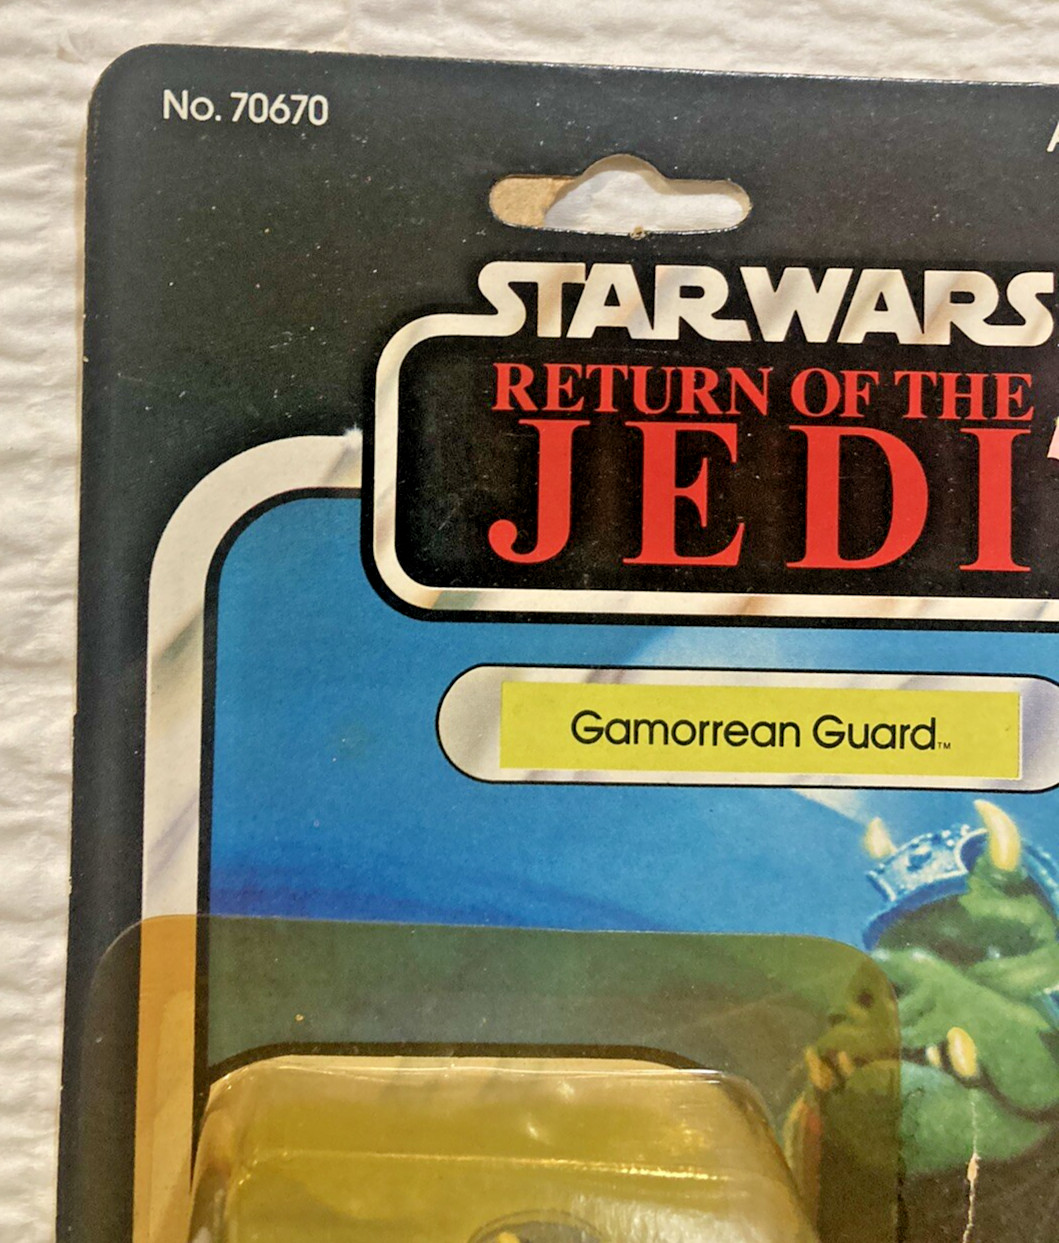 No. 70670
STAR WARS
RETURN OF THE
JEDI
Gamorrean Guard™